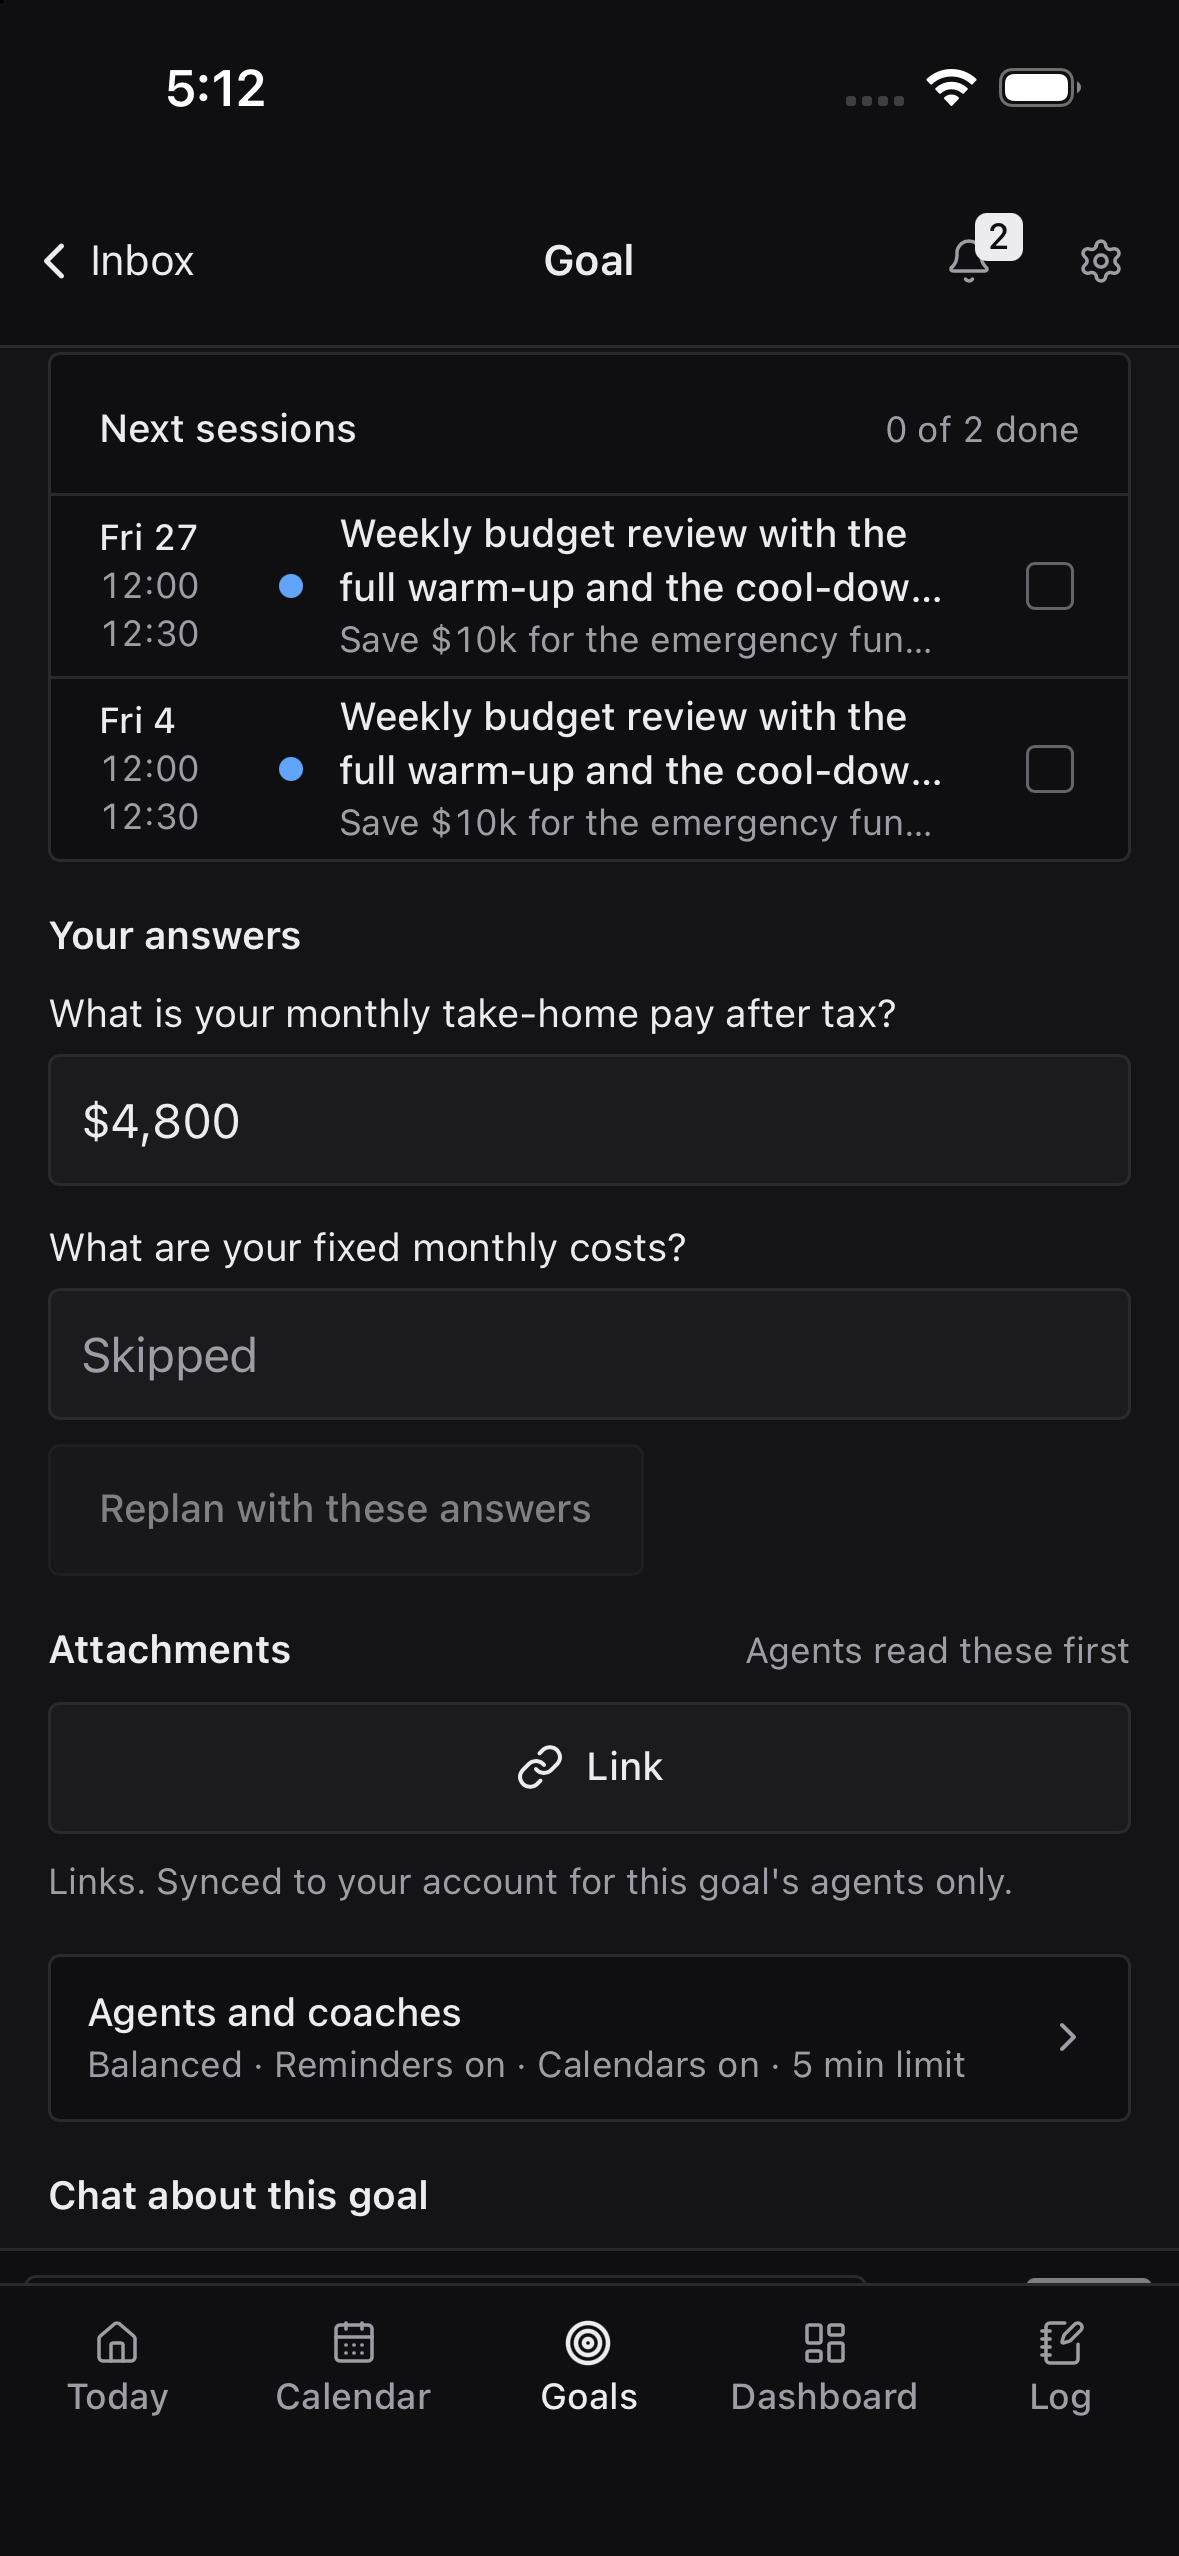 5:12
Inbox
Goal
2
Next sessions
0 of 2 done
Fri 27
12:00
12:30
Weekly budget review with the
full warm-up and the cool-dow...
Save $10k for the emergency fun...
Fri 4
12:00
12:30
Weekly budget review with the
full warm-up and the cool-dow...
Save $10k for the emergency fun...
Your answers
What is your monthly take-home pay after tax?
$4,800
What are your fixed monthly costs?
Skipped
Replan with these answers
Attachments
Agents read these first
Link
Links. Synced to your account for this goal's agents only.
Agents and coaches
Balanced · Reminders on · Calendars on · 5 min limit
Chat about this goal
Today
Calendar
Goals
Dashboard
Log